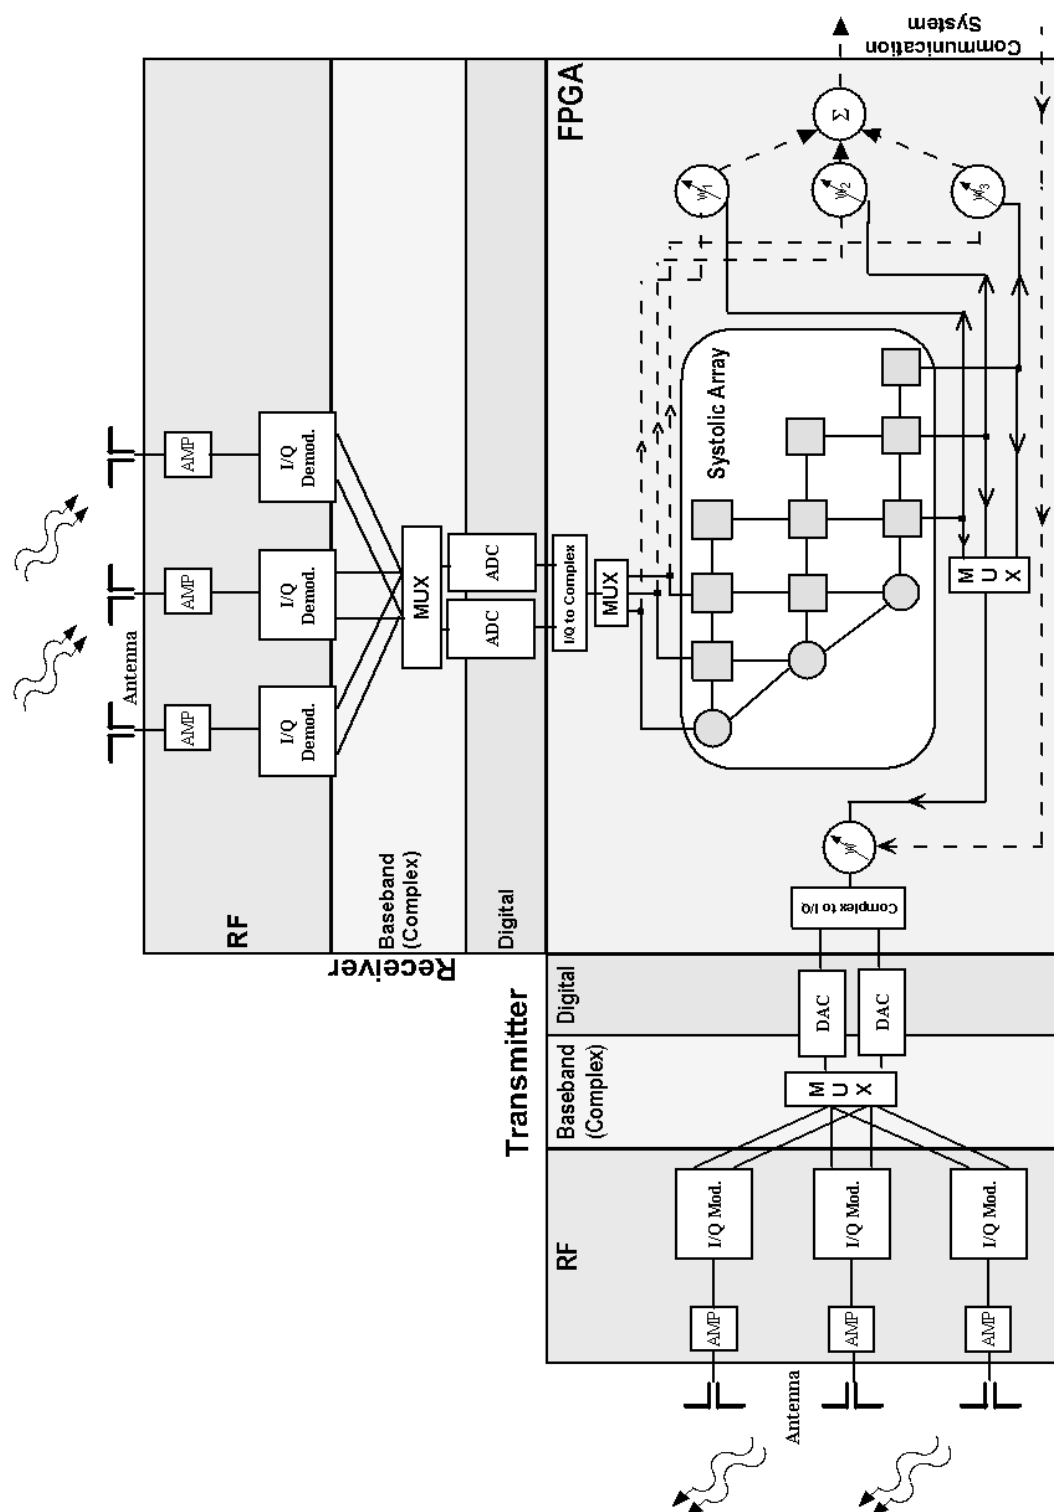 Communication
System
FPGA
Σ
W1
W2
W3
AMP
I/Q
Demod.
AMP
I/Q
Demod.
AMP
I/Q
Demod.
Antenna
MUX
ADC
ADC
I/Q to Complex
MUX
Systolic Array
M
U
X
W
Complex to I/Q
RF
Baseband
(Complex)
Digital
Receiver
Transmitter
Digital
Baseband
(Complex)
RF
DAC
DAC
M
U
X
I/Q Mod.
I/Q Mod.
I/Q Mod.
AMP
AMP
AMP
Antenna